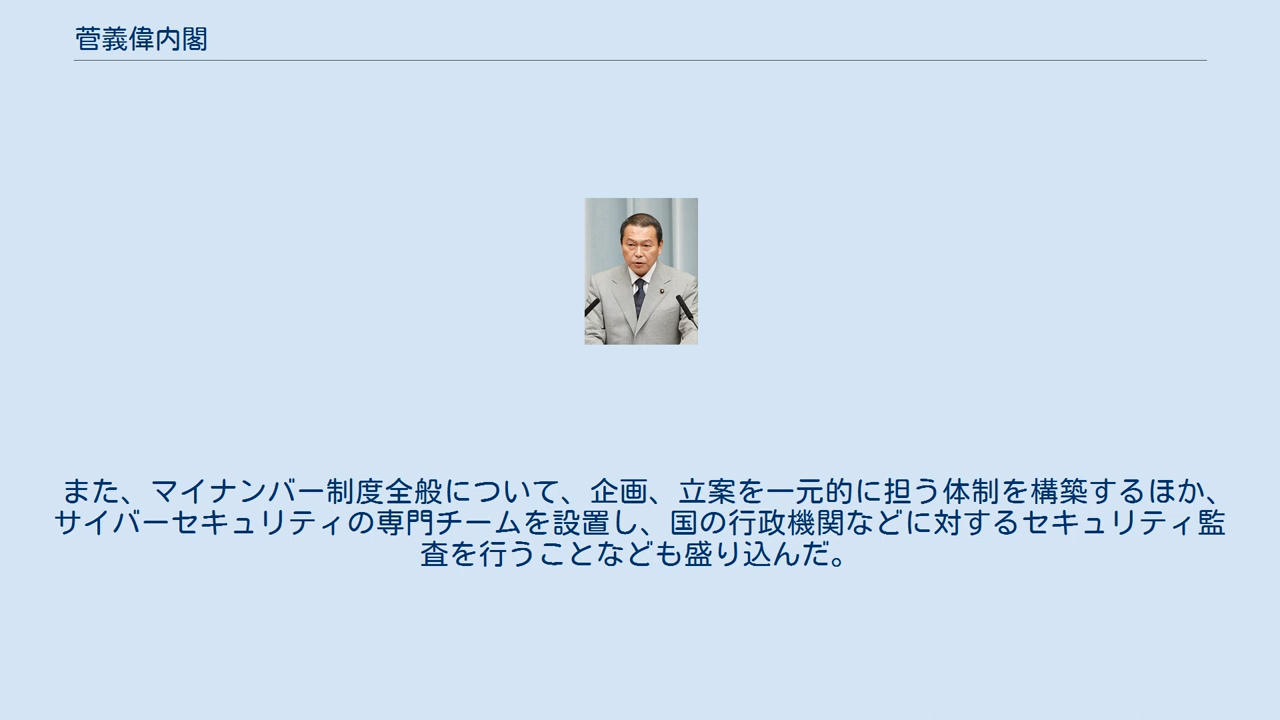 菅義偉内閣
また、マイナンバー制度全般について、企画、立案を一元的に担う体制を構築するほか、
サイバーセキュリティの専門チームを設置し、国の行政機関などに対するセキュリティ監
査を行うことなども盛り込んだ。